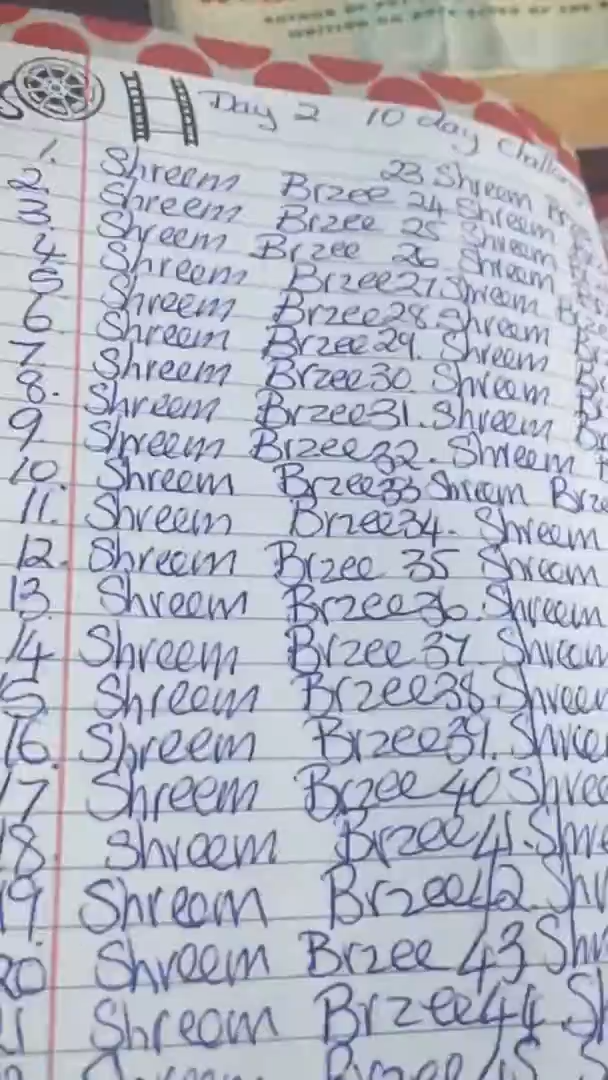 Day 2 10 day
1. Shreem Brzee 23 Shreem
2. Shreem Brzee 24 Shreem
3. Shreem Brzee 25 Shreem
4 Shreem Brzee 26 Shreem
5 Shreem Brzee 27 Shreem Brzee
6 Shreem Brzee 28 Shreem
7 Shreem Brzee 29. Shreem
8. Shreem Brzee 30 Shreem
9 Shreem Brzee 31. Shreem
10. Shreem Brzee 32. Shreem
11. Shreem Brzee 33 Shreem
12. Shreem Brzee 34. Shreem
13. Shreem Brzee 35 Shreem
14 Shreem Brzee 36. Shreem
15 Shreem Brzee 37 Shreem
16. Shreem Brzee 38. Shreem
17 Shreem Brzee 39.
18. Shreem Brzee 40
19. Shreem Brzee 41.
20 Shreem Brzee 42
Shreem Brzee 43
Shreem Brzee 44